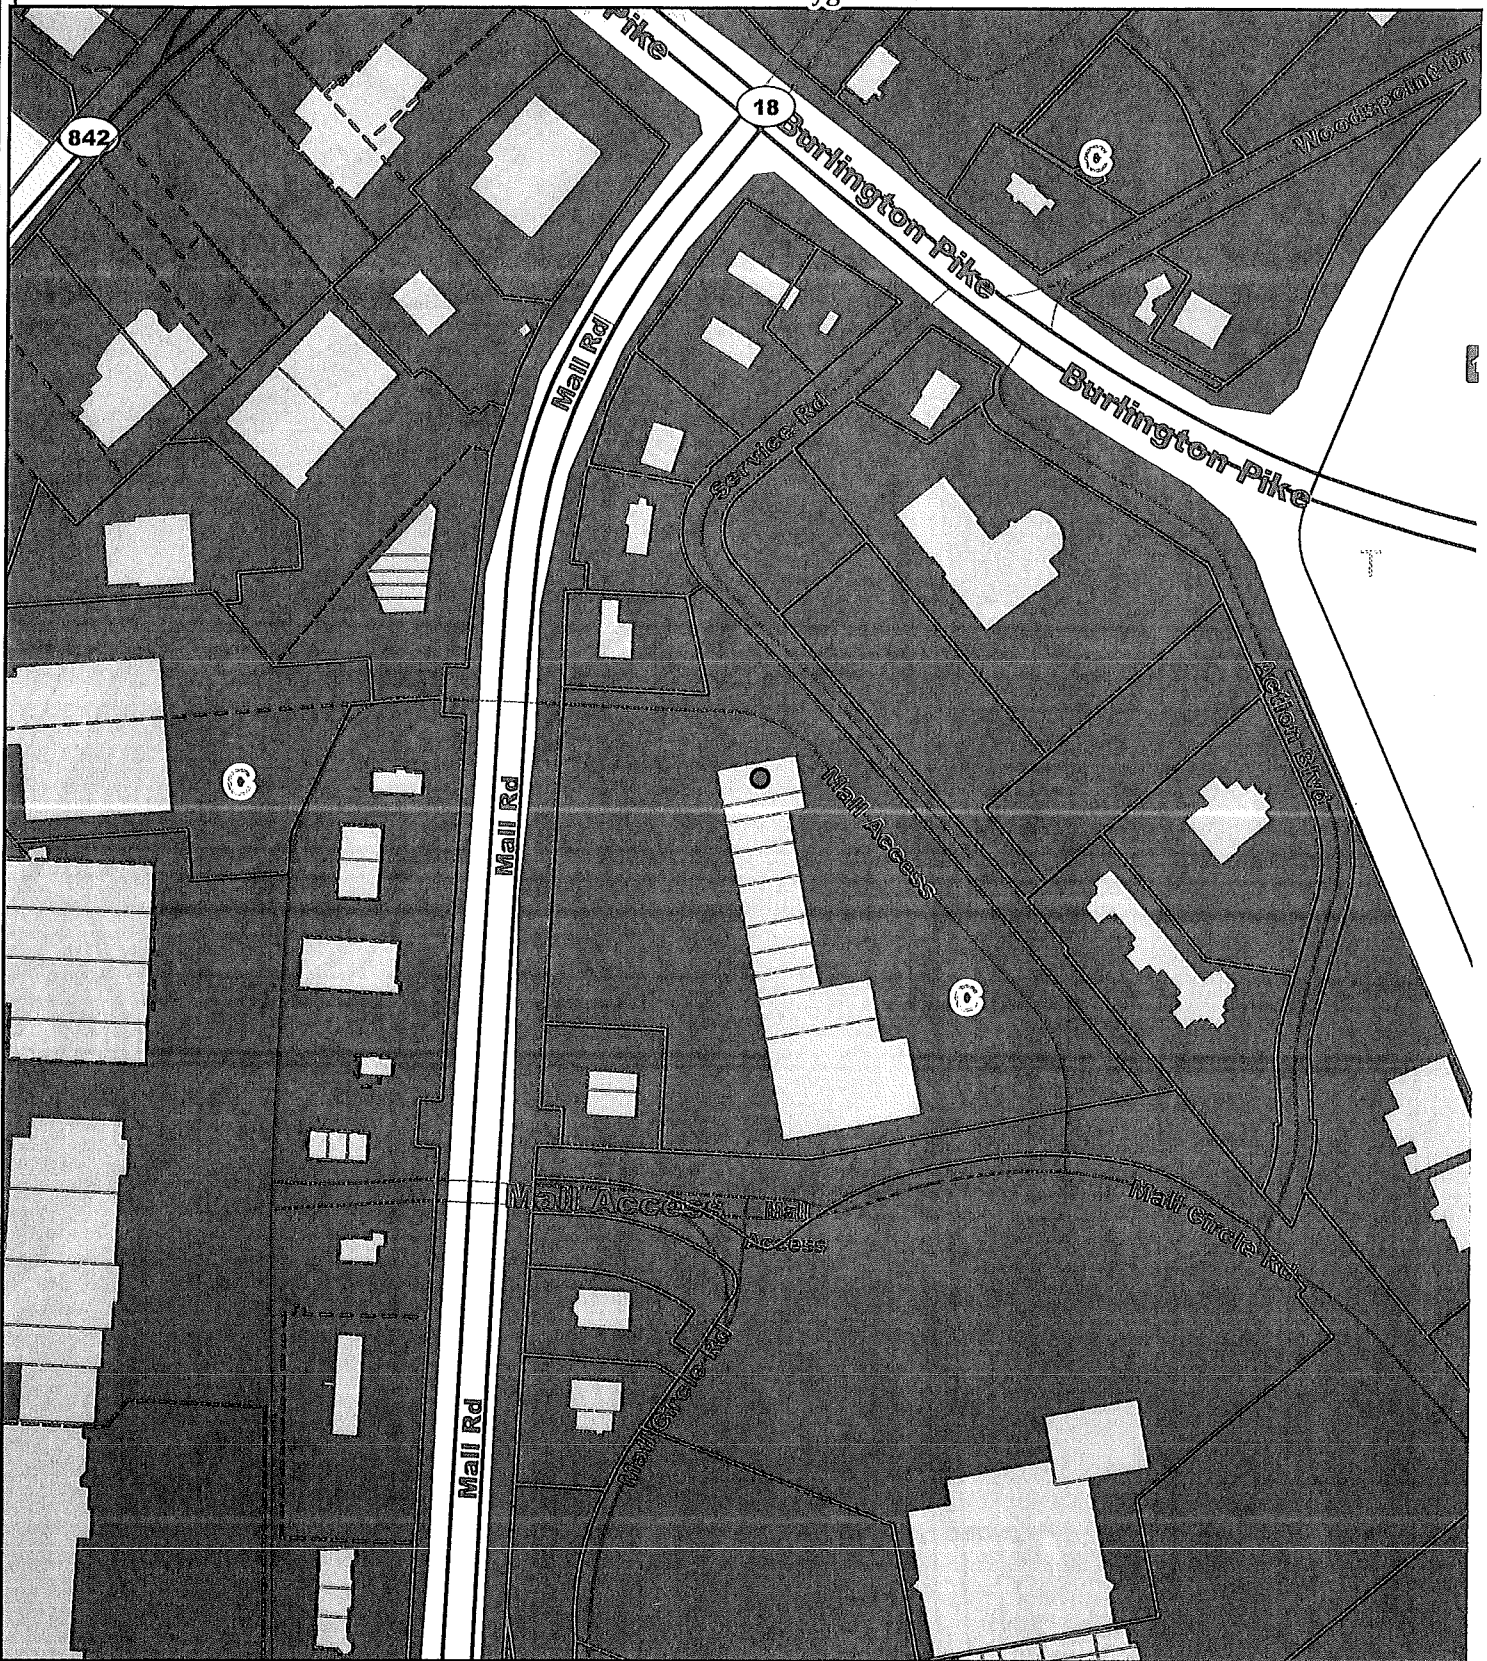 Pike
18
842
Burlington Pike
Woodspoint Dr
C
Mall Rd
Service Rd
Burlington Pike
T
Action Blvd
C
Mall Rd
Mall Access
C
Mall Access
Mall
Access
Mall Circle Rd
Mall Circle Rd
Mall Rd